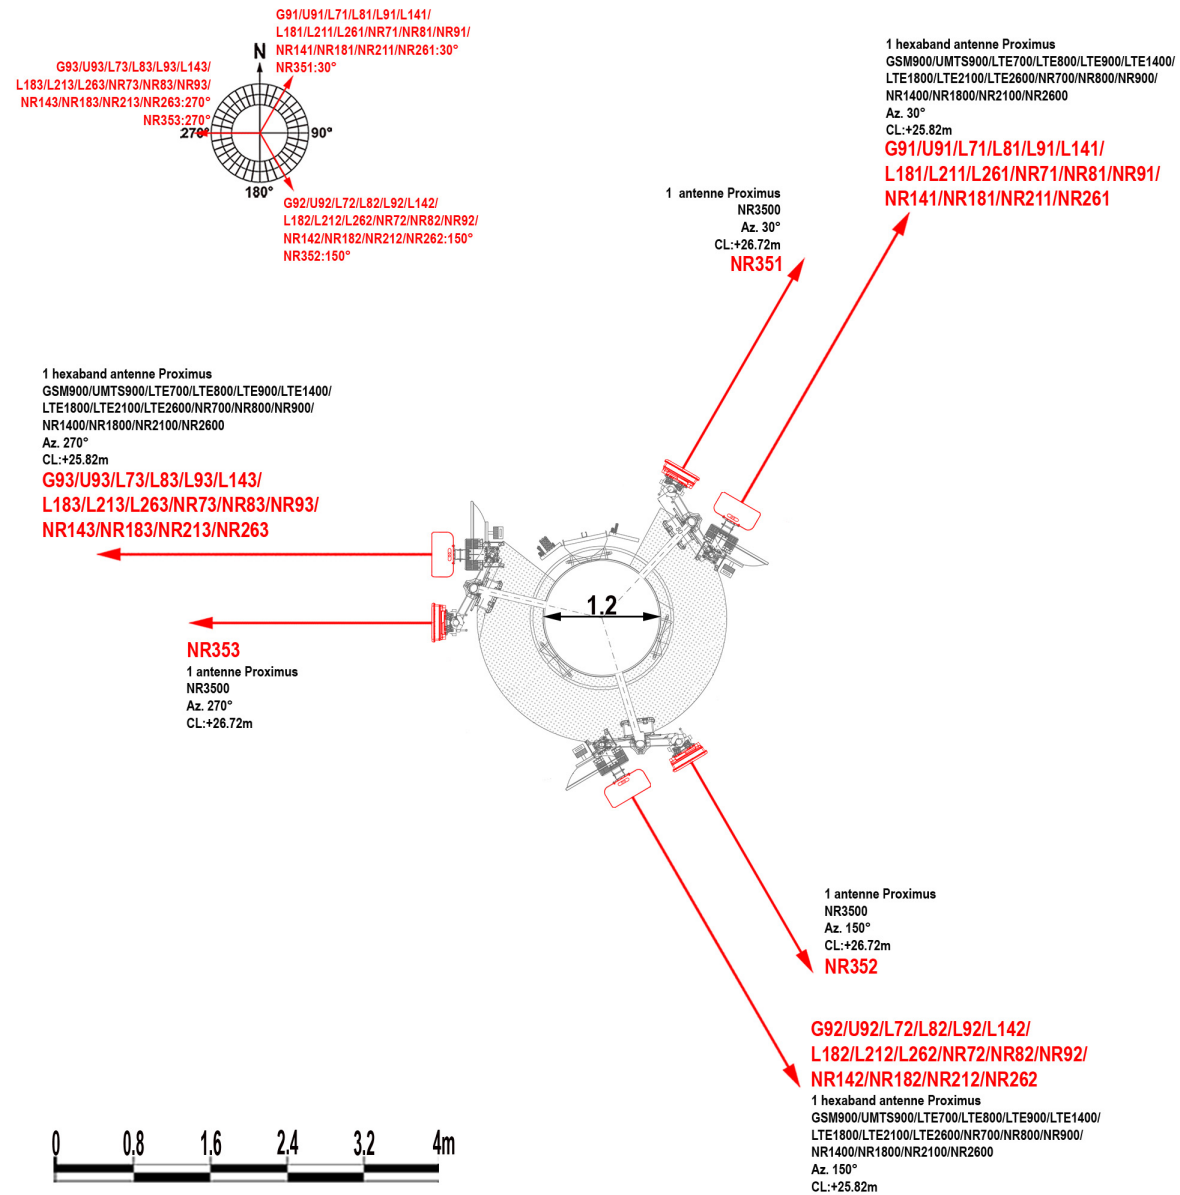 G91/U91/L71/L81/L91/L141/
L181/L211/L261/NR71/NR81/NR91/
NR141/NR181/NR211/NR261:30°
NR351:30°
N
G93/U93/L73/L83/L93/L143/
L183/L213/L263/NR73/NR83/NR93/
NR143/NR183/NR213/NR263:270°
NR353:270°
270°
90°
180°
G92/U92/L72/L82/L92/L142/
L182/L212/L262/NR72/NR82/NR92/
NR142/NR182/NR212/NR262:150°
NR352:150°
1 hexaband antenne Proximus
GSM900/UMTS900/LTE700/LTE800/LTE900/LTE1400/
LTE1800/LTE2100/LTE2600/NR700/NR800/NR900/
NR1400/NR1800/NR2100/NR2600
Az. 30°
CL:+25.82m
G91/U91/L71/L81/L91/L141/
L181/L211/L261/NR71/NR81/NR91/
NR141/NR181/NR211/NR261
1 antenne Proximus
NR3500
Az. 30°
CL:+26.72m
NR351
1 hexaband antenne Proximus
GSM900/UMTS900/LTE700/LTE800/LTE900/LTE1400/
LTE1800/LTE2100/LTE2600/NR700/NR800/NR900/
NR1400/NR1800/NR2100/NR2600
Az. 270°
CL:+25.82m
G93/U93/L73/L83/L93/L143/
L183/L213/L263/NR73/NR83/NR93/
NR143/NR183/NR213/NR263
1.2
NR353
1 antenne Proximus
NR3500
Az. 270°
CL:+26.72m
1 antenne Proximus
NR3500
Az. 150°
CL:+26.72m
NR352
G92/U92/L72/L82/L92/L142/
L182/L212/L262/NR72/NR82/NR92/
NR142/NR182/NR212/NR262
1 hexaband antenne Proximus
GSM900/UMTS900/LTE700/LTE800/LTE900/LTE1400/
LTE1800/LTE2100/LTE2600/NR700/NR800/NR900/
NR1400/NR1800/NR2100/NR2600
Az. 150°
CL:+25.82m
0 0.8 1.6 2.4 3.2 4m